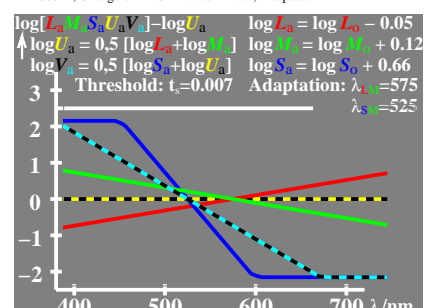 log[LaMaSaUaVa]–logUa log La = log Lo – 0.05
logUa = 0,5 [logLa+logMa] log Ma = log Mo + 0.12
logVa = 0,5 [logSa+logUa] log Sa = log So + 0.66
Threshold: ts=0.007 Adaptation: λLM=575
λSM=525
3
2
1
0
−1
−2
400 500 600 700 λ/nm